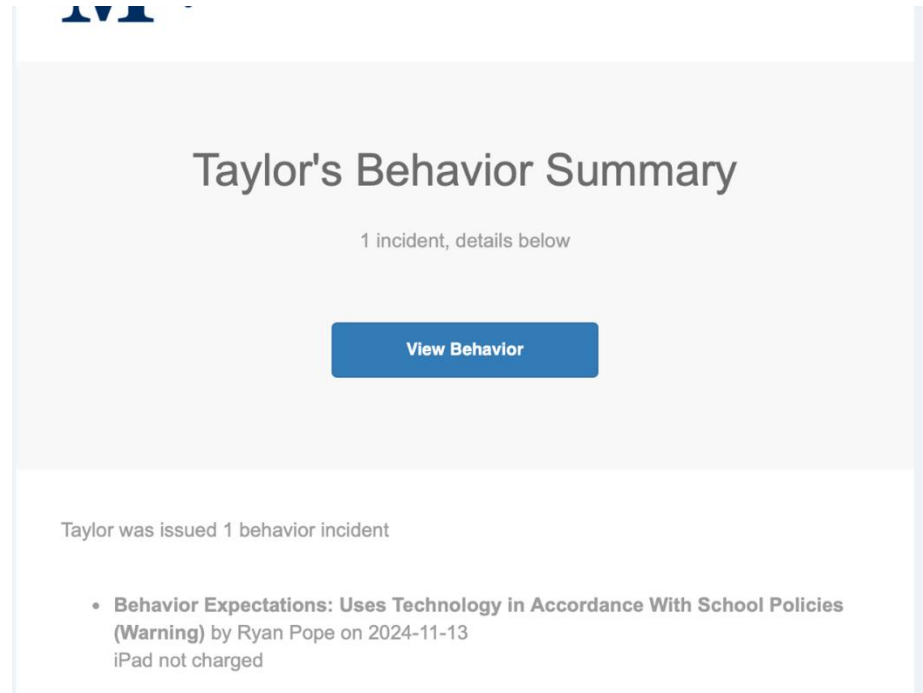 Taylor's Behavior Summary
1 incident, details below
View Behavior
Taylor was issued 1 behavior incident
• Behavior Expectations: Uses Technology in Accordance With School Policies
(Warning) by Ryan Pope on 2024-11-13
iPad not charged